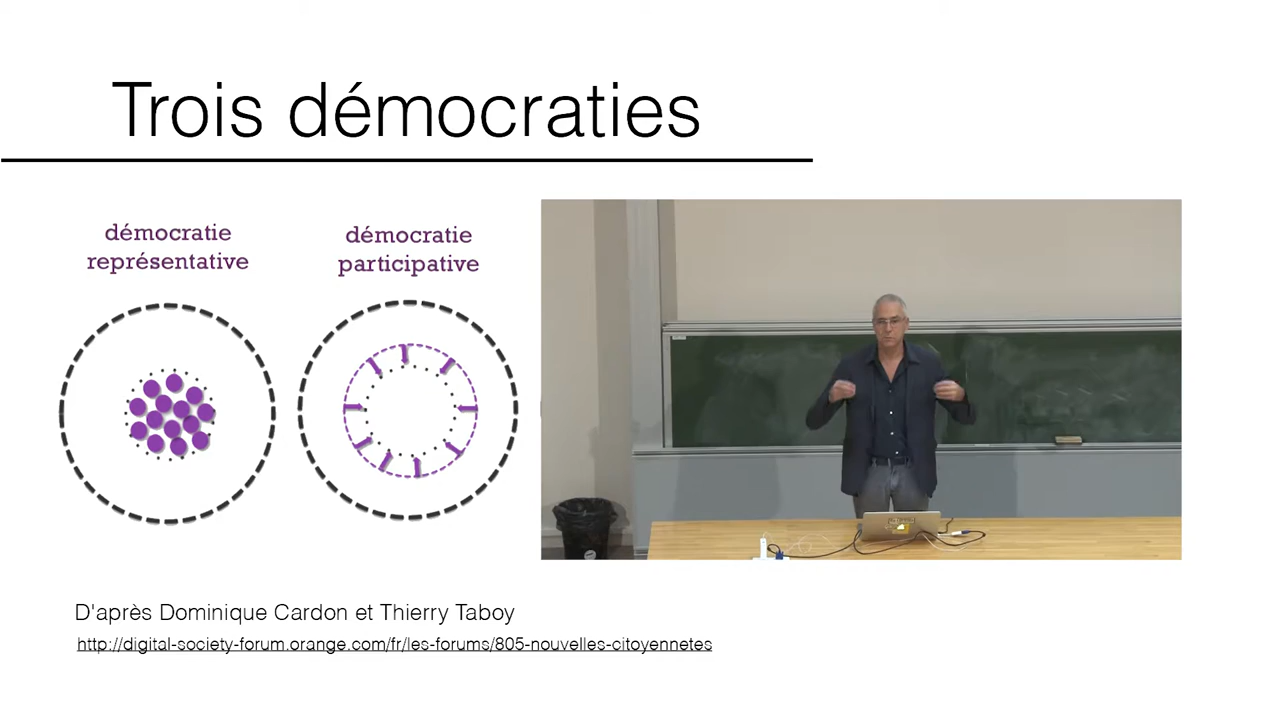 Trois démocraties
démocratie
représentative
démocratie
participative
D'après Dominique Cardon et Thierry Taboy
http://digital-society-forum.orange.com/fr/les-forums/805-nouvelles-citoyennetes